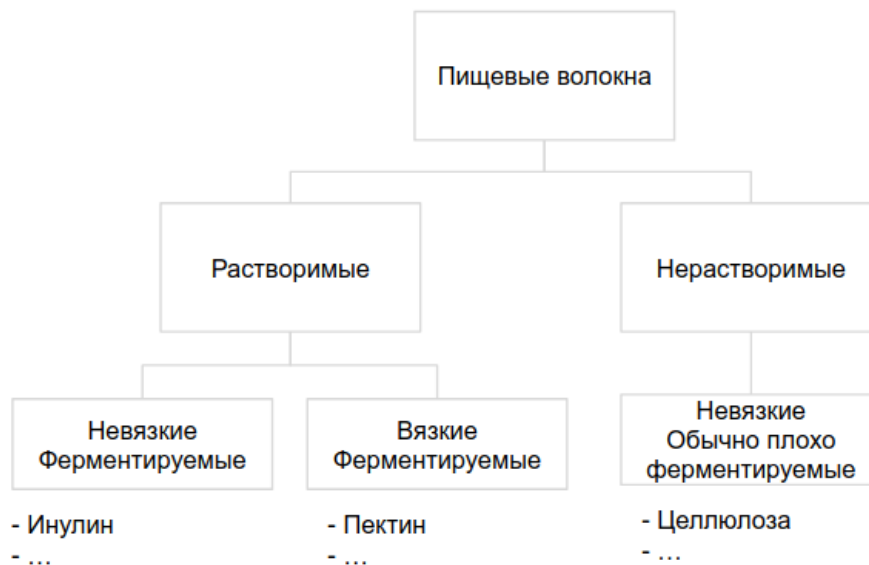 Пищевые волокна
Растворимые
Нерастворимые
Невязкие
Ферментируемые
Вязкие
Ферментируемые
Невязкие
Обычно плохо
ферментируемые
- Инулин
- ...
- Пектин
- ...
- Целлюлоза
- ...